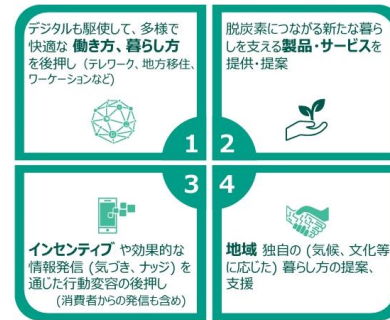 デジタルも駆使して、多様で
快適な 働き方、暮らし方
を後押し (テレワーク、地方移住、
ワーケーションなど)
1
脱炭素につながる新たな暮ら
しを支える製品・サービスを
提供・提案
2
3
インセンティブ や効果的な
情報発信 (気づき、ナッジ) を
通じた行動変容の後押し
(消費者からの発信も含め)
4
地域 独自の (気候、文化等
に応じた) 暮らし方の提案、
支援